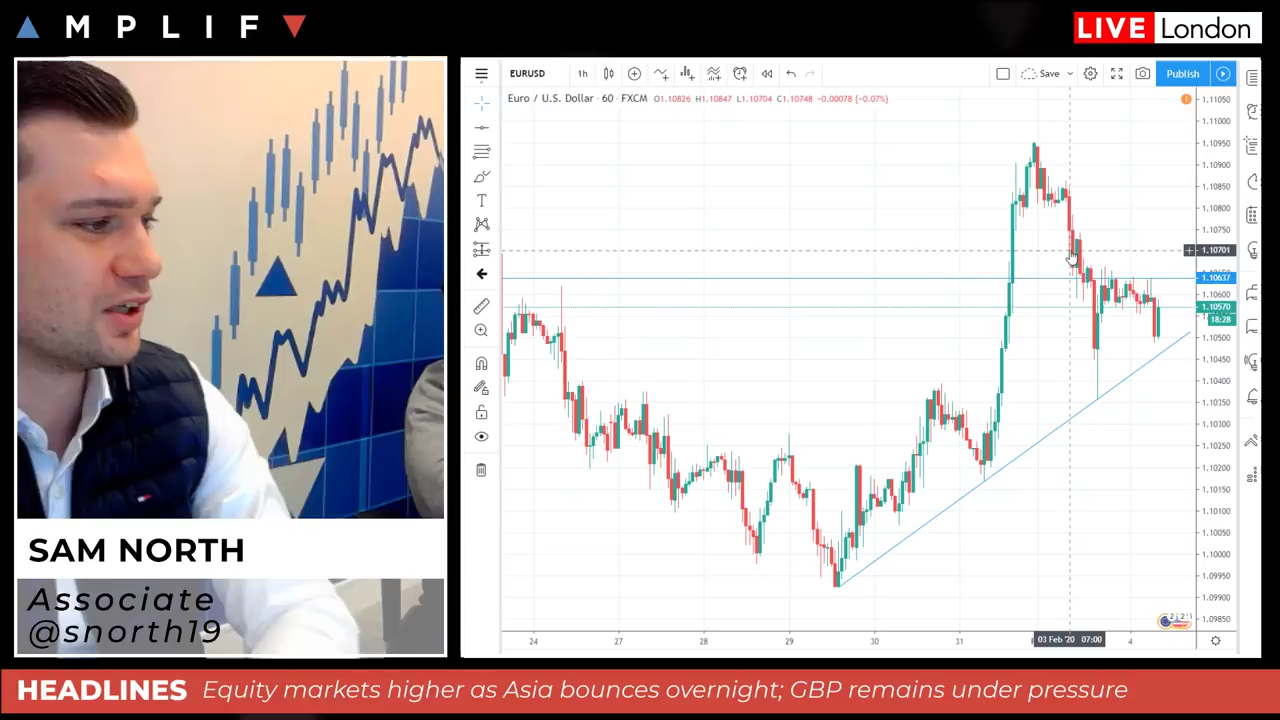 ▲ M P L I F ▼
LIVE London
EURUSD 1h Save Publish
Euro / U.S. Dollar · 60 · FXCM O1.10826 H1.10847 L1.10704 C1.10748 −0.00078 (−0.07%)
1.11050
1.11000
1.10950
1.10900
1.10850
1.10800
1.10750
1.10701
1.10637
1.10600
1.10570
18:28
1.10500
1.10450
1.10400
1.10350
1.10300
1.10250
1.10200
1.10150
1.10100
1.10050
1.10000
1.09950
1.09900
1.09850
24 27 28 29 30 31 03 Feb '20 07:00 4
SAM NORTH
Associate
@snorth19
HEADLINES Equity markets higher as Asia bounces overnight; GBP remains under pressure